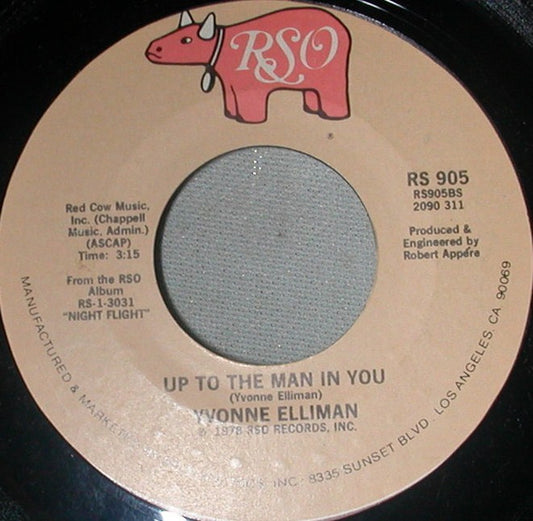 RSO
®
RS 905
RS905BS
2090 311
Red Cow Music,
Inc. (Chappell
Music, Admin.)
(ASCAP)
Time: 3:15
Produced &
Engineered by
Robert Appére
From the RSO
Album
RS-1-3031
"NIGHT FLIGHT"
UP TO THE MAN IN YOU
(Yvonne Elliman)
YVONNE ELLIMAN
℗ 1978 RSO RECORDS, INC.
MANUFACTURED & INC. 8335 SUNSET BLVD. LOS ANGELES, CA 90069